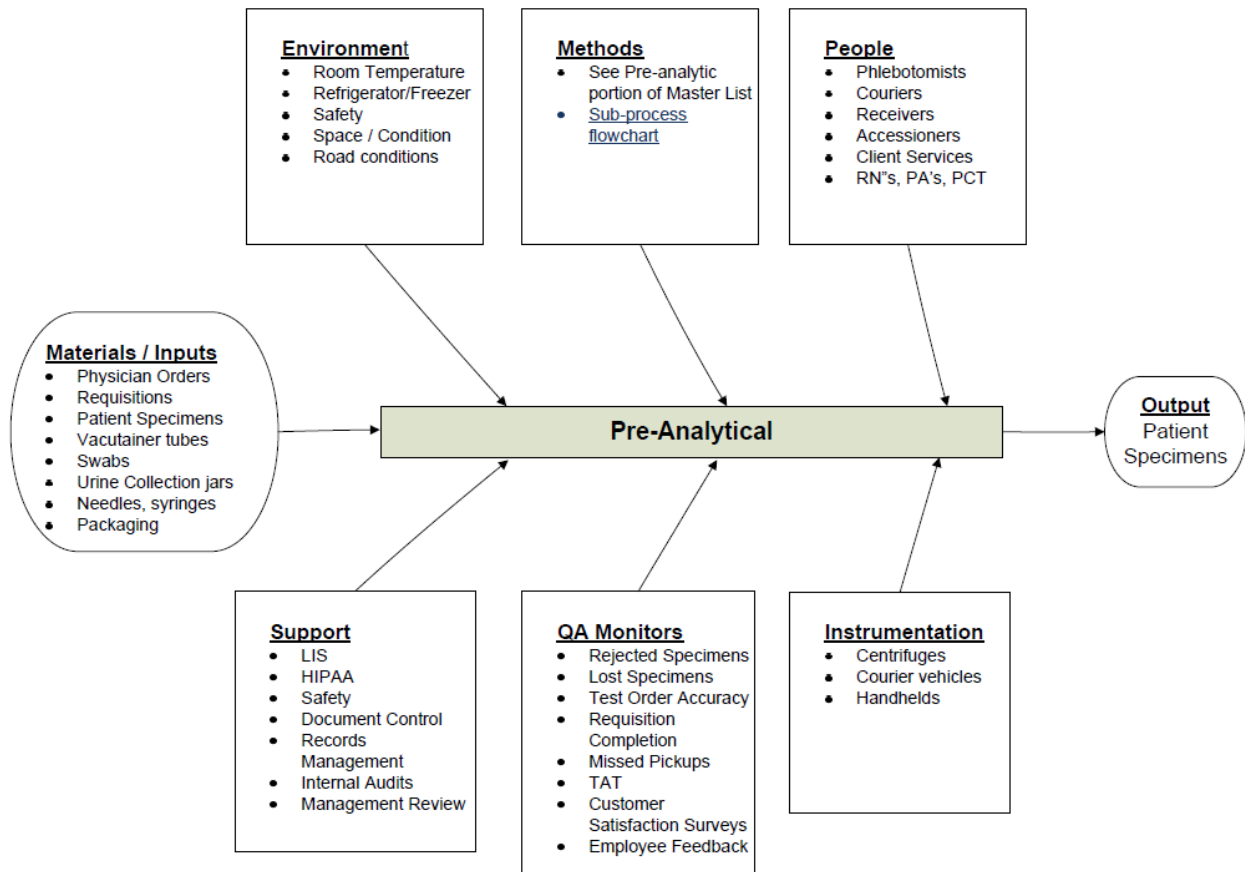 Environment
Room Temperature
Refrigerator/Freezer
Safety
Space / Condition
Road conditions
Methods
See Pre-analytic
portion of Master List
Sub-process
flowchart
People
Phlebotomists
Couriers
Receivers
Accessioners
Client Services
RN"s, PA's, PCT
Materials / Inputs
Physician Orders
Requisitions
Patient Specimens
Vacutainer tubes
Swabs
Urine Collection jars
Needles, syringes
Packaging
Pre-Analytical
Output
Patient
Specimens
Support
LIS
HIPAA
Safety
Document Control
Records
Management
Internal Audits
Management Review
QA Monitors
Rejected Specimens
Lost Specimens
Test Order Accuracy
Requisition
Completion
Missed Pickups
TAT
Customer
Satisfaction Surveys
Employee Feedback
Instrumentation
Centrifuges
Courier vehicles
Handhelds